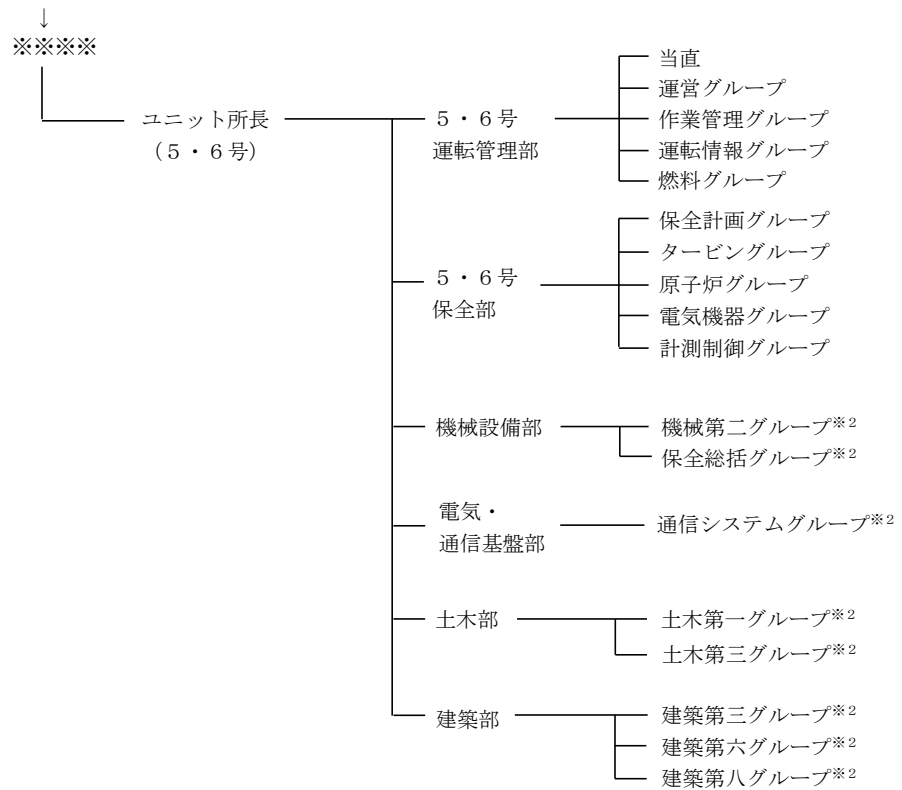 ↓
※※※※
ユニット所長
（５・６号）
５・６号
運転管理部
当直
運営グループ
作業管理グループ
運転情報グループ
燃料グループ
５・６号
保全部
保全計画グループ
タービングループ
原子炉グループ
電気機器グループ
計測制御グループ
機械設備部
機械第二グループ※２
保全総括グループ※２
電気・
通信基盤部
通信システムグループ※２
土木部
土木第一グループ※２
土木第三グループ※２
建築部
建築第三グループ※２
建築第六グループ※２
建築第八グループ※２